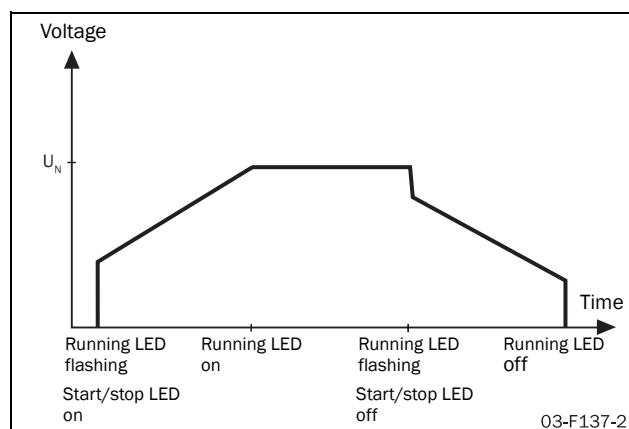 Voltage
U_N
Time
Running LED
flashing
Start/stop LED
on
Running LED
on
Running LED
flashing
Start/stop LED
off
Running LED
off
03-F137-2